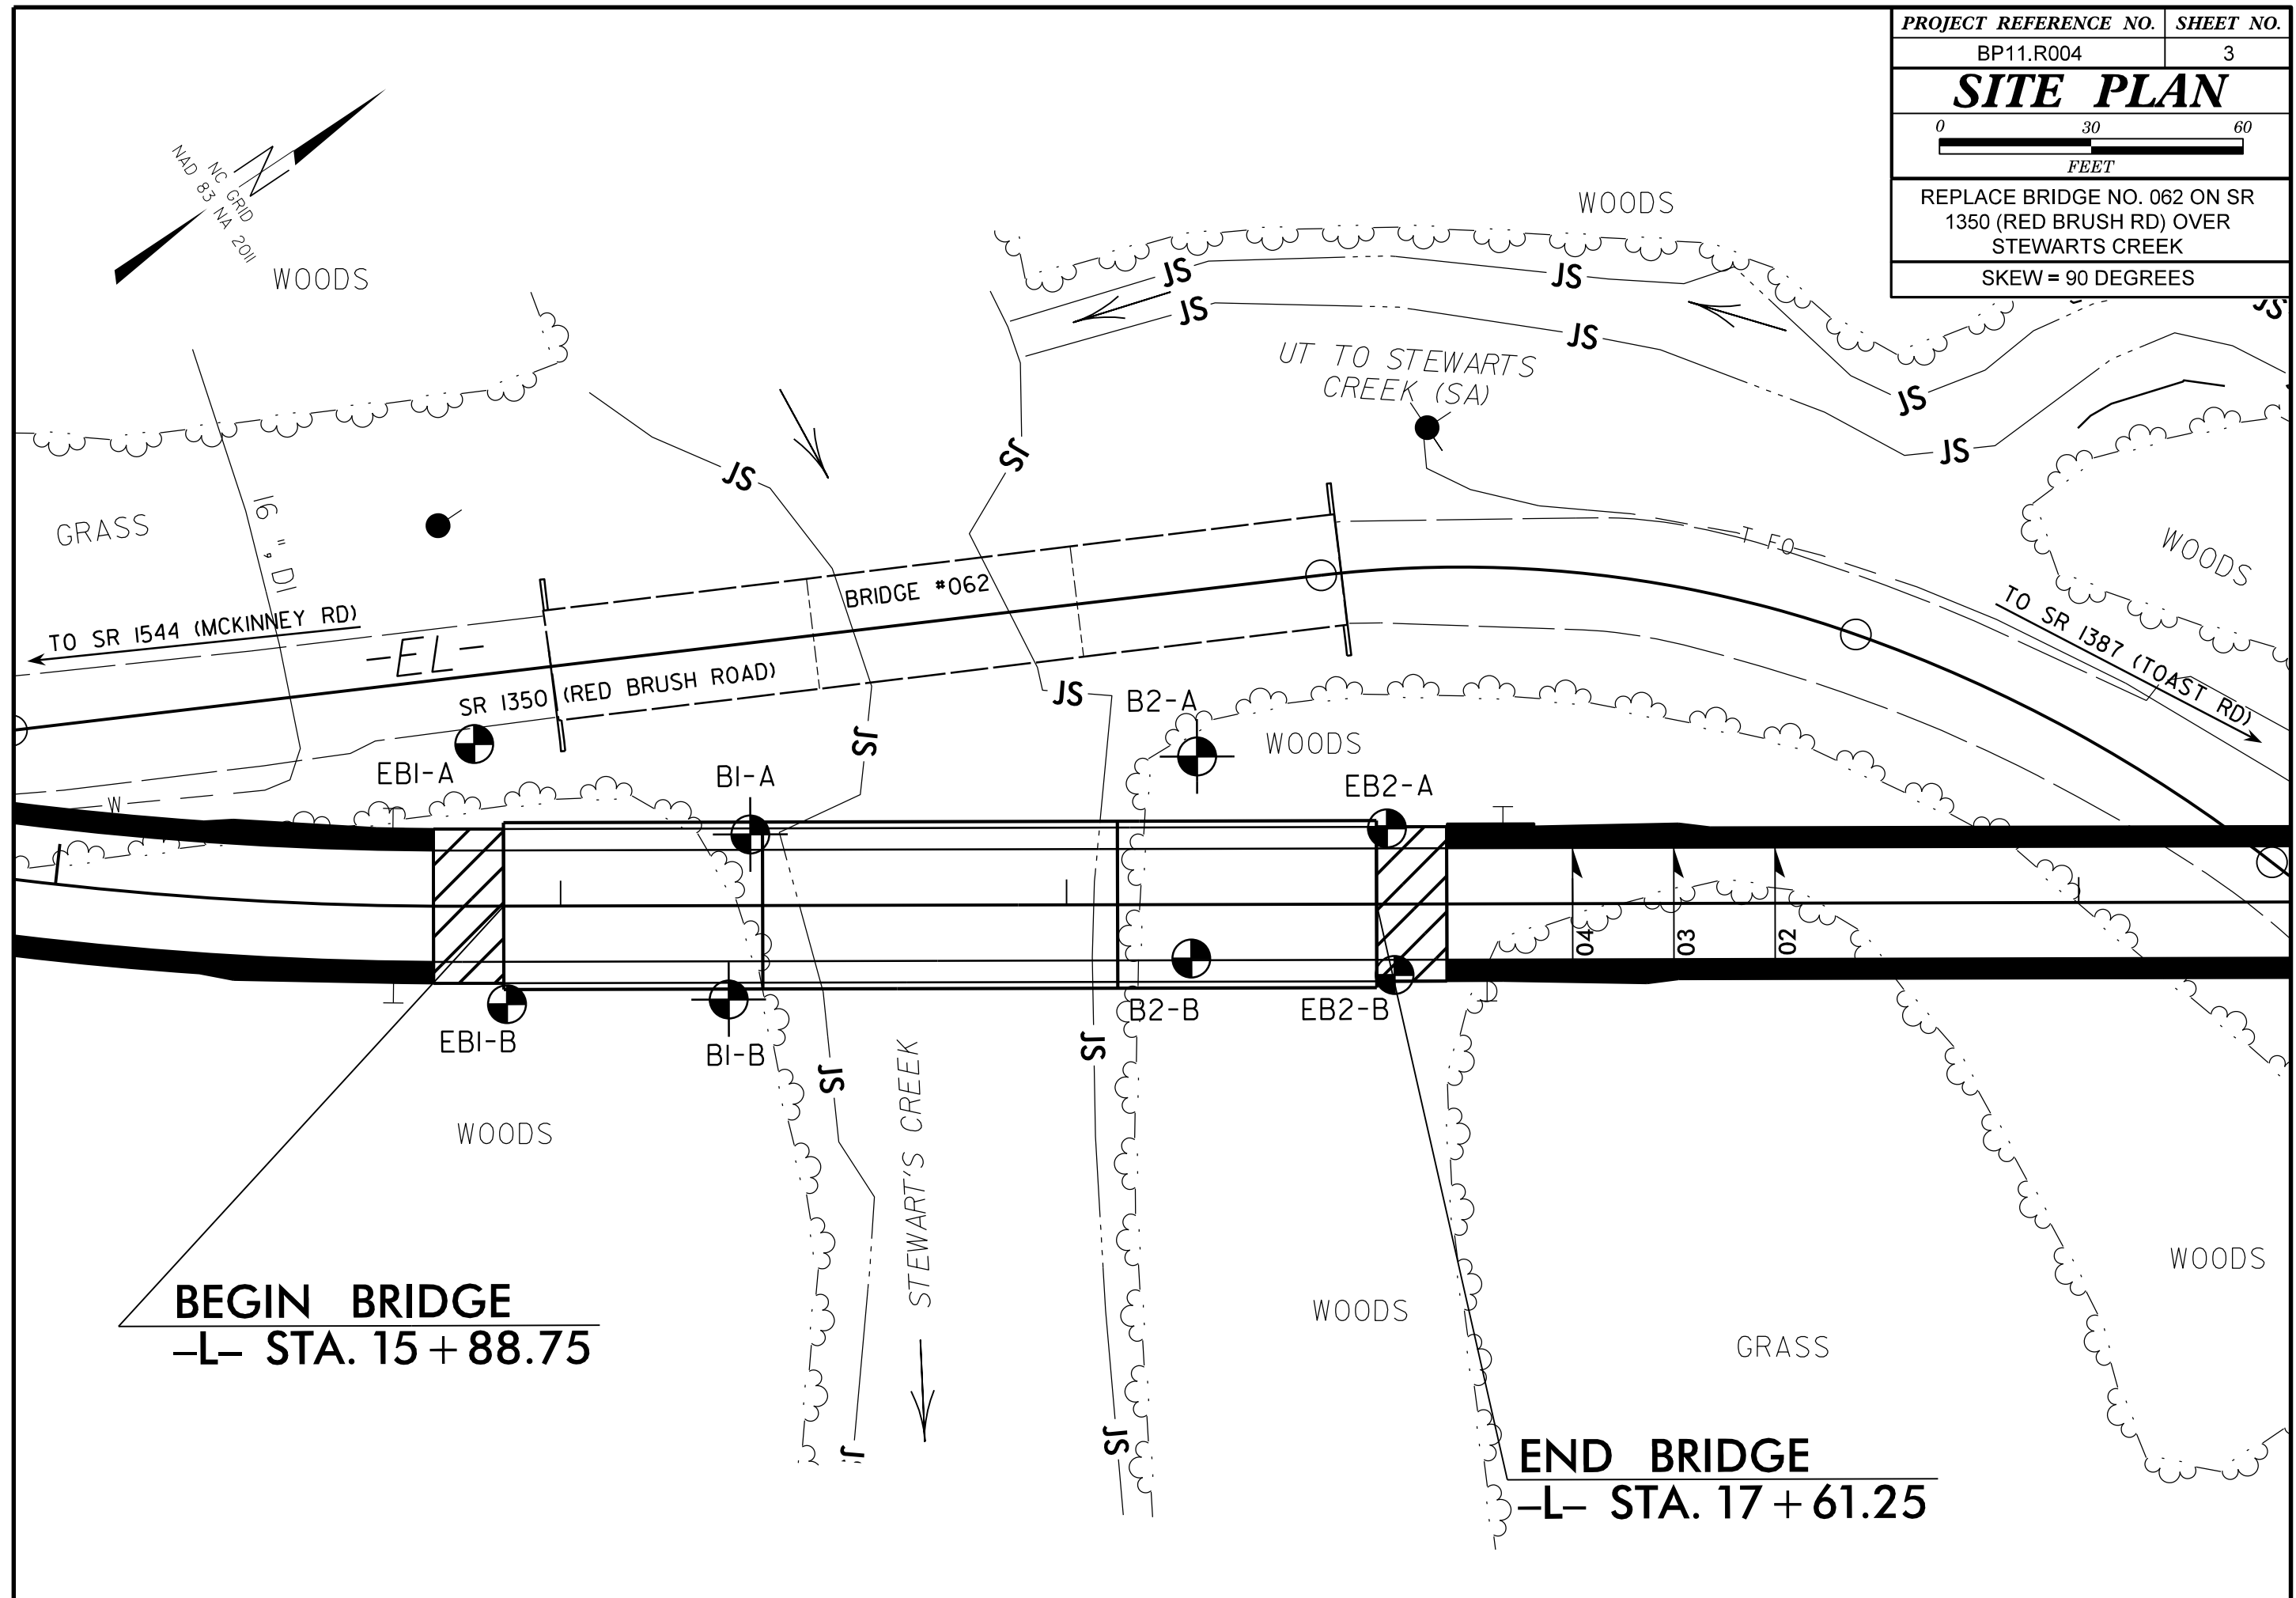 PROJECT REFERENCE NO. SHEET NO.
BP11.R004 3
SITE PLAN
0 30 60
FEET
REPLACE BRIDGE NO. 062 ON SR
1350 (RED BRUSH RD) OVER
STEWARTS CREEK
SKEW = 90 DEGREES
N
NC GRID
NAD 83 NA 2011
WOODS
WOODS
JS
JS
JS
JS
JS
JS
JS
UT TO STEWARTS
CREEK (SA)
JS
JS
GRASS
16 ", DI
T FO
WOODS
BRIDGE #062
TO SR 1544 (MCKINNEY RD)
-EL-
SR 1350 (RED BRUSH ROAD)
TO SR 1387 (TOAST RD)
JS
JS
B2-A
WOODS
EB1-A
B1-A
EB2-A
W
04
03
02
EB1-B
B1-B
B2-B
EB2-B
JS
JS
STEWART'S CREEK
WOODS
WOODS
WOODS
GRASS
BEGIN BRIDGE
-L- STA. 15+88.75
JS
END BRIDGE
-L- STA. 17+61.25